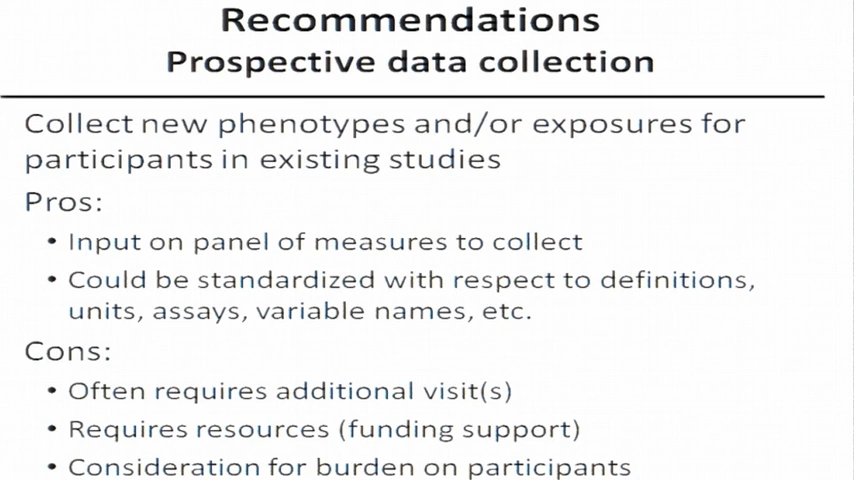 Recommendations
Prospective data collection
Collect new phenotypes and/or exposures for
participants in existing studies
Pros:
• Input on panel of measures to collect
• Could be standardized with respect to definitions,
units, assays, variable names, etc.
Cons:
• Often requires additional visit(s)
• Requires resources (funding support)
• Consideration for burden on participants